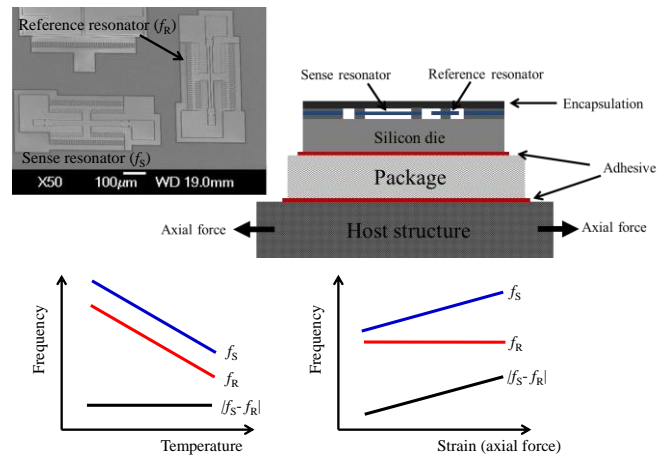 Reference resonator (fR)
Sense resonator (fS)
X50 100μm WD 19.0mm
Sense resonator
Reference resonator
Encapsulation
Silicon die
Adhesive
Package
Axial force
Host structure
Axial force
Frequency
fS
fR
|fS- fR|
Temperature
Frequency
fS
fR
|fS- fR|
Strain (axial force)